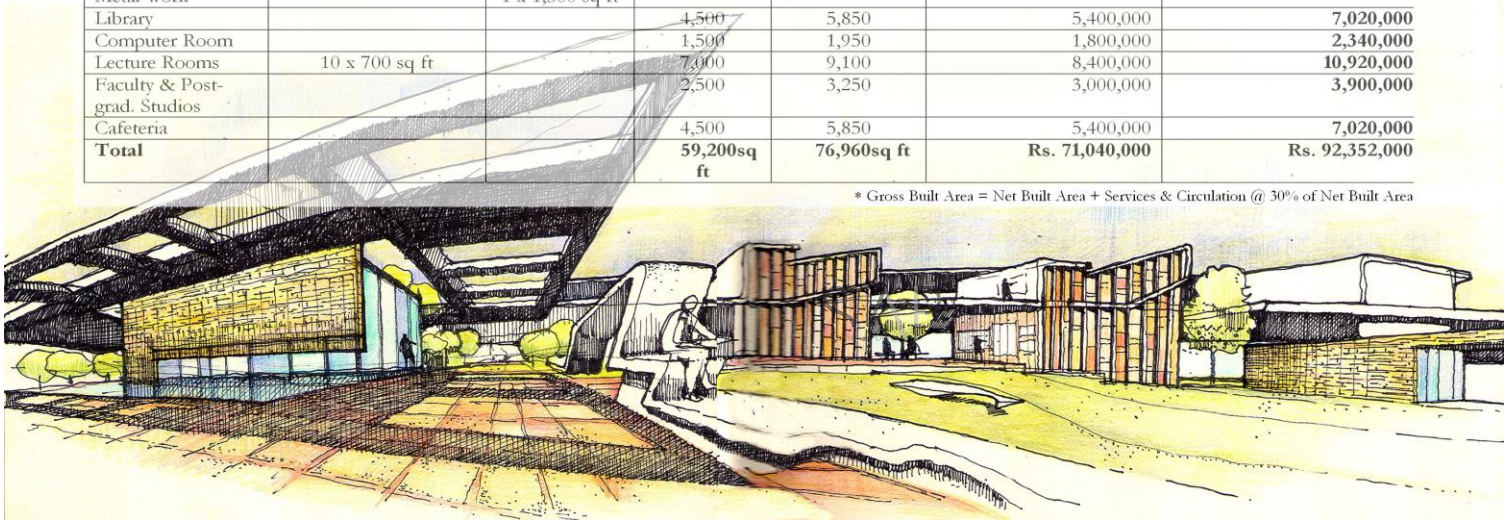 Library 4,500 5,850 5,400,000 7,020,000
Computer Room 1,500 1,950 1,800,000 2,340,000
Lecture Rooms 10 x 700 sq ft 7,000 9,100 8,400,000 10,920,000
Faculty & Post- 2,500 3,250 3,000,000 3,900,000
grad. Studios
Cafeteria 4,500 5,850 5,400,000 7,020,000
Total 59,200sq 76,960sq ft Rs. 71,040,000 Rs. 92,352,000
ft
* Gross Built Area = Net Built Area + Services & Circulation @ 30% of Net Built Area